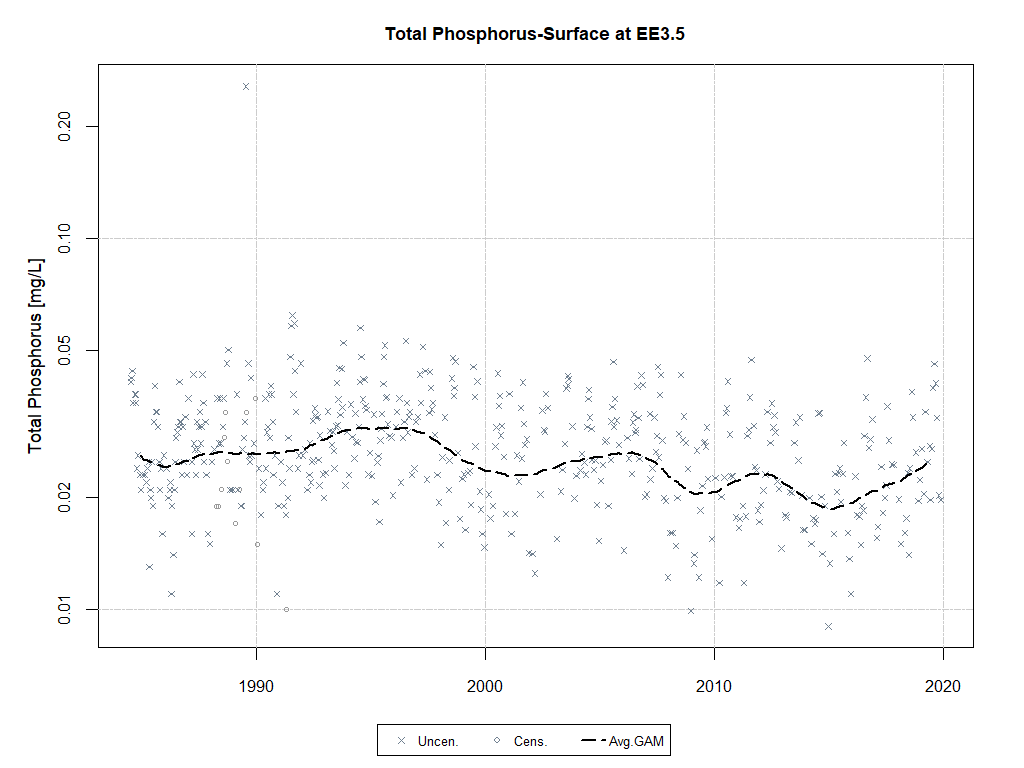 Total Phosphorus-Surface at EE3.5
Total Phosphorus [mg/L]
0.20
0.10
0.05
0.02
0.01
1990 2000 2010 2020
Uncen. Cens. Avg.GAM